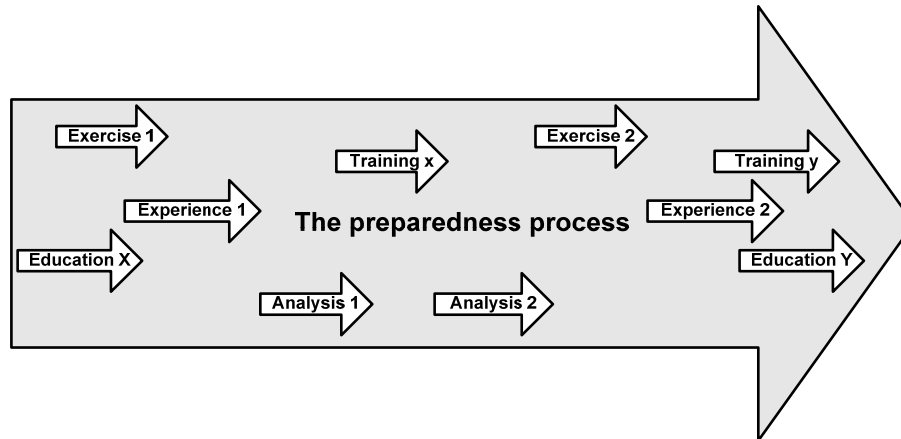 Exercise 1
Exercise 2
Training x
Training y
Experience 1
The preparedness process
Experience 2
Education X
Education Y
Analysis 1
Analysis 2